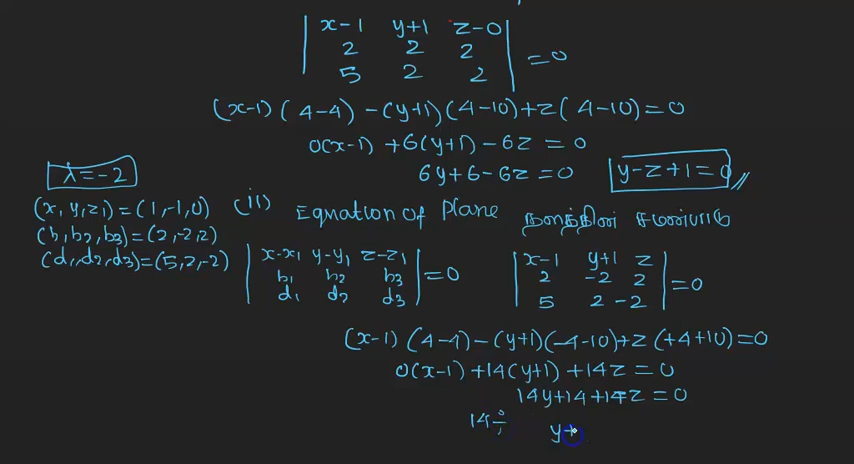 | x-1 y+1 z-0 |
| 2 2 2 | =0
| 5 2 2 |
(x-1) (4-4) -(y+1)(4-10)+z(4-10)=0
0(x-1) +6(y+1) -6z =0
6y+6-6z =0
y-z+1=0 //
λ=-2
(x, y, z1)=(1,-1,0)
(b1, b2, b3)=(2,-2,2)
(d1, d2, d3)=(5,2,-2)
(ii) Equation of Plane தளத்தின் சமன்பாடு
| x-x1 y-y1 z-z1 |
| b1 b2 b3 | =0
| d1 d2 d3 |
| x-1 y+1 z |
| 2 -2 2 | =0
| 5 2 -2 |
(x-1) (4-4) -(y+1)(-4-10)+z(+4+10)=0
0(x-1) +14(y+1) +14z =0
14y+14+14z =0
14 ÷ y+